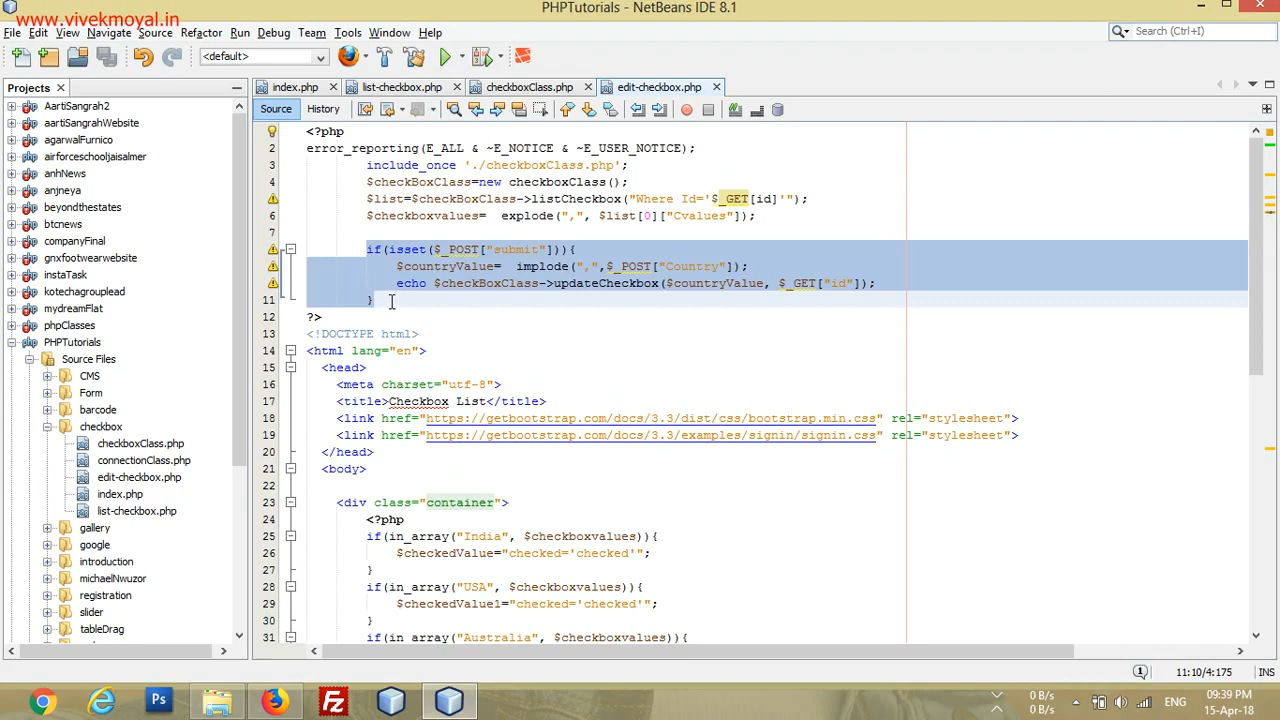 www.vivekmoyal.in
PHPTutorials - NetBeans IDE 8.1
File Edit View Navigate Source Refactor Run Debug Team Tools Window Help
Search (Ctrl+I)
<default>
Projects
index.php list-checkbox.php checkboxClass.php edit-checkbox.php
Source History
AartiSangrah2
aartiSangrahWebsite
agarwalFurnico
airforceschooljaisalmer
anhNews
anjneya
beyondthestates
btcnews
companyFinal
gnxfootwearwebsite
instaTask
kotechagrouplead
mydreamFlat
phpClasses
PHPTutorials
Source Files
CMS
Form
barcode
checkbox
checkboxClass.php
connectionClass.php
edit-checkbox.php
index.php
list-checkbox.php
gallery
google
introduction
michaelNwuzor
registration
slider
tableDrag
<?php
2 error_reporting(E_ALL & ~E_NOTICE & ~E_USER_NOTICE);
3 include_once './checkboxClass.php';
4 $checkBoxClass=new checkboxClass();
$list=$checkBoxClass->listCheckbox("Where Id='$_GET[id]'");
6 $checkboxvalues= explode(",", $list[0]["Cvalues"]);
7
if(isset($_POST["submit"])){
$countryValue= implode(",",$_POST["Country"]);
echo $checkBoxClass->updateCheckbox($countryValue, $_GET["id"]);
11 }
12 ?>
13 <!DOCTYPE html>
14 <html lang="en">
15 <head>
16 <meta charset="utf-8">
17 <title>Checkbox List</title>
18 <link href="https://getbootstrap.com/docs/3.3/dist/css/bootstrap.min.css" rel="stylesheet">
19 <link href="https://getbootstrap.com/docs/3.3/examples/signin/signin.css" rel="stylesheet">
20 </head>
21 <body>
22
23 <div class="container">
24 <?php
25 if(in_array("India", $checkboxvalues)){
26 $checkedValue="checked='checked'";
27 }
28 if(in_array("USA", $checkboxvalues)){
29 $checkedValue1="checked='checked'";
30 }
31 if(in_array("Australia", $checkboxvalues)){
11:10/4:175 INS
0 B/s
0 B/s
ENG
09:39 PM
15-Apr-18